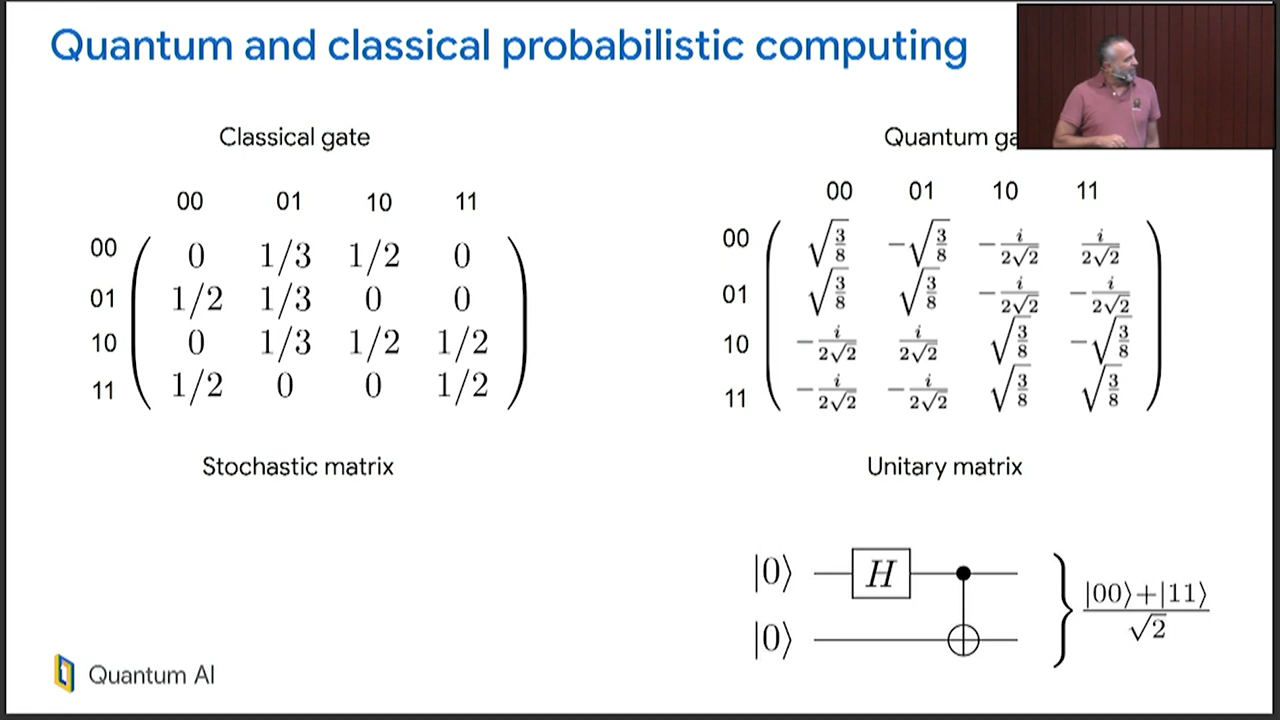 Quantum and classical probabilistic computing
Classical gate
00 01 10 11
00 0 1/3 1/2 0
01 1/2 1/3 0 0
10 0 1/3 1/2 1/2
11 1/2 0 0 1/2
Stochastic matrix
Quantum ga
00 01 10 11
00 √(3/8) −√(3/8) −i/(2√2) i/(2√2)
01 √(3/8) √(3/8) −i/(2√2) −i/(2√2)
10 −i/(2√2) i/(2√2) √(3/8) −√(3/8)
11 −i/(2√2) −i/(2√2) √(3/8) √(3/8)
Unitary matrix
|0⟩ H
|0⟩
(|00⟩+|11⟩)/√2
Quantum AI